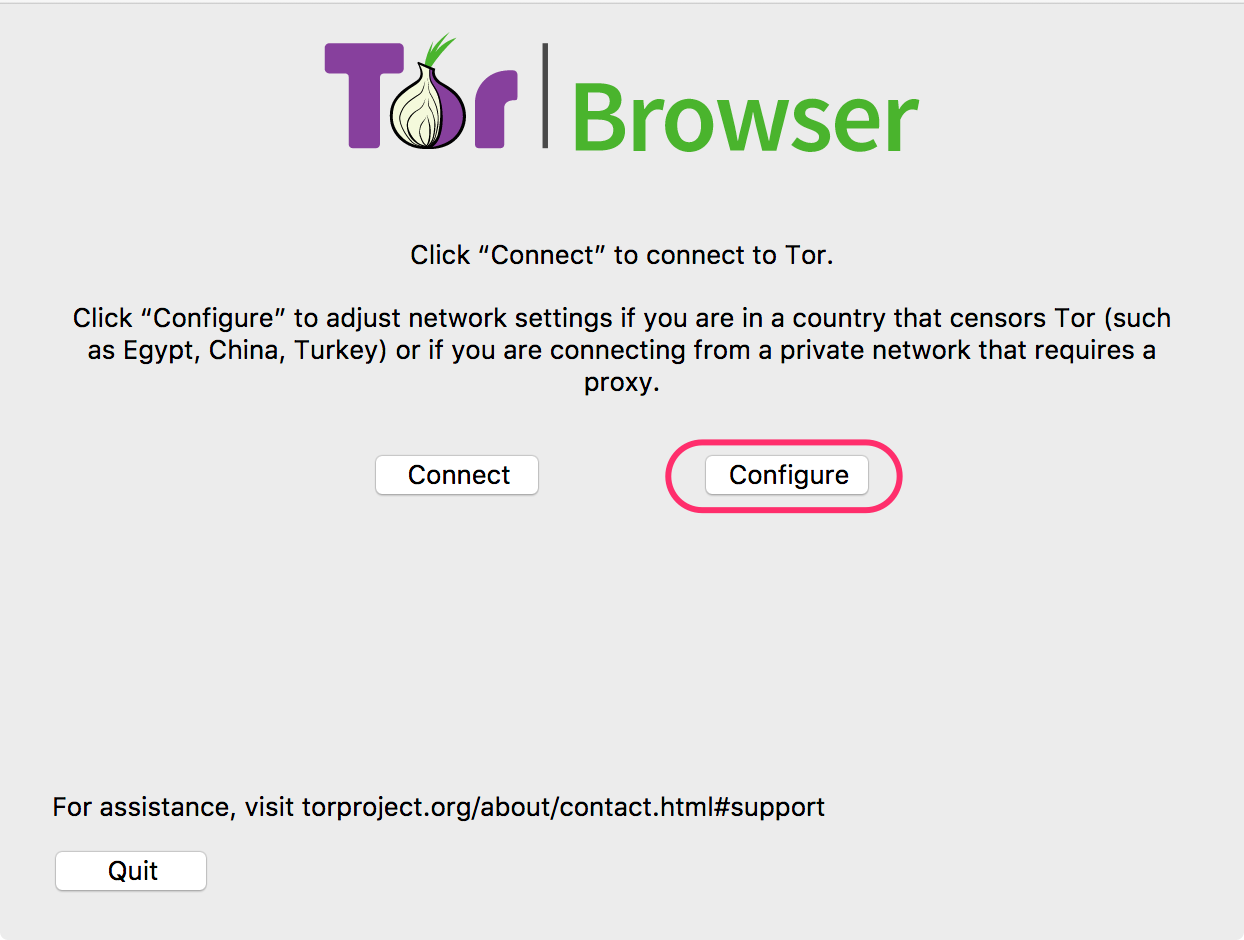 Tor | Browser
Click “Connect” to connect to Tor.
Click “Configure” to adjust network settings if you are in a country that censors Tor (such
as Egypt, China, Turkey) or if you are connecting from a private network that requires a
proxy.
Connect
Configure
For assistance, visit torproject.org/about/contact.html#support
Quit